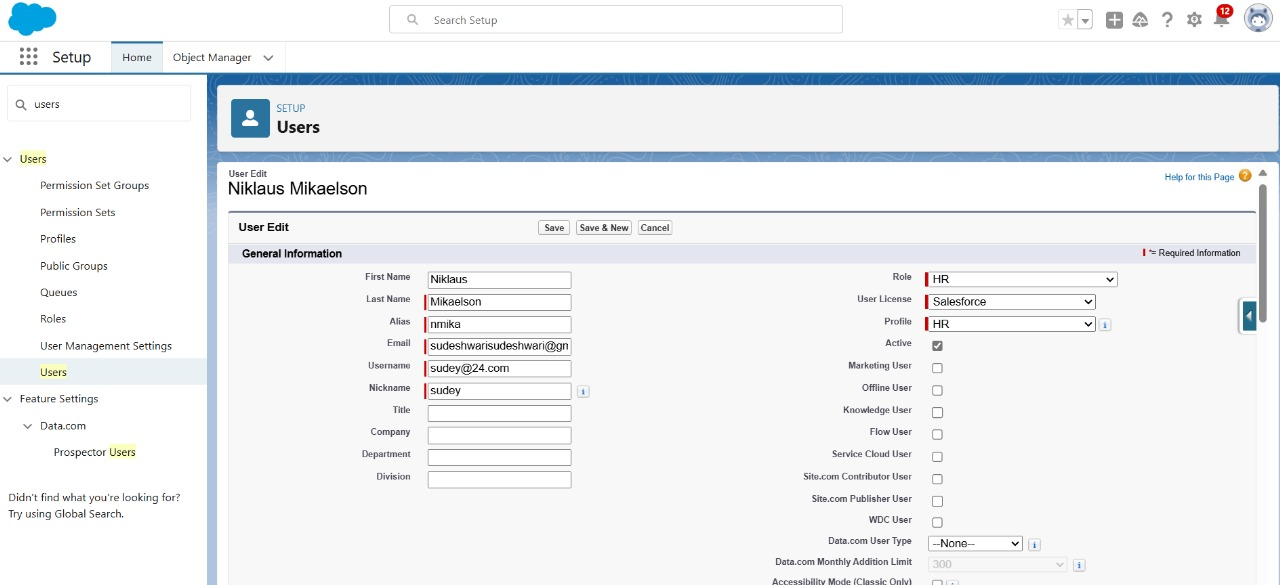 Search Setup
12
Setup
Home
Object Manager
users
SETUP
Users
Users
Permission Set Groups
Permission Sets
Profiles
Public Groups
Queues
Roles
User Management Settings
Users
Feature Settings
Data.com
Prospector Users
Didn't find what you're looking for?
Try using Global Search.
User Edit
Niklaus Mikaelson
Help for this Page
User Edit
Save
Save & New
Cancel
General Information
*= Required Information
First Name Niklaus
Last Name Mikaelson
Alias nmika
Email sudeshwarisudeshwari@gm
Username sudey@24.com
Nickname sudey
Title
Company
Department
Division
Role HR
User License Salesforce
Profile HR
Active
Marketing User
Offline User
Knowledge User
Flow User
Service Cloud User
Site.com Contributor User
Site.com Publisher User
WDC User
Data.com User Type --None--
Data.com Monthly Addition Limit 300
Accessibility Mode (Classic Only)